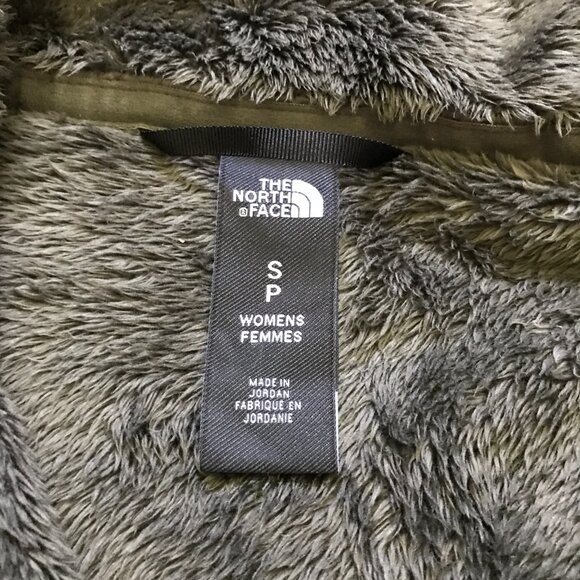 THE
NORTH
® FACE
S
P
WOMENS
FEMMES
MADE IN
JORDAN
FABRIQUE EN
JORDANIE